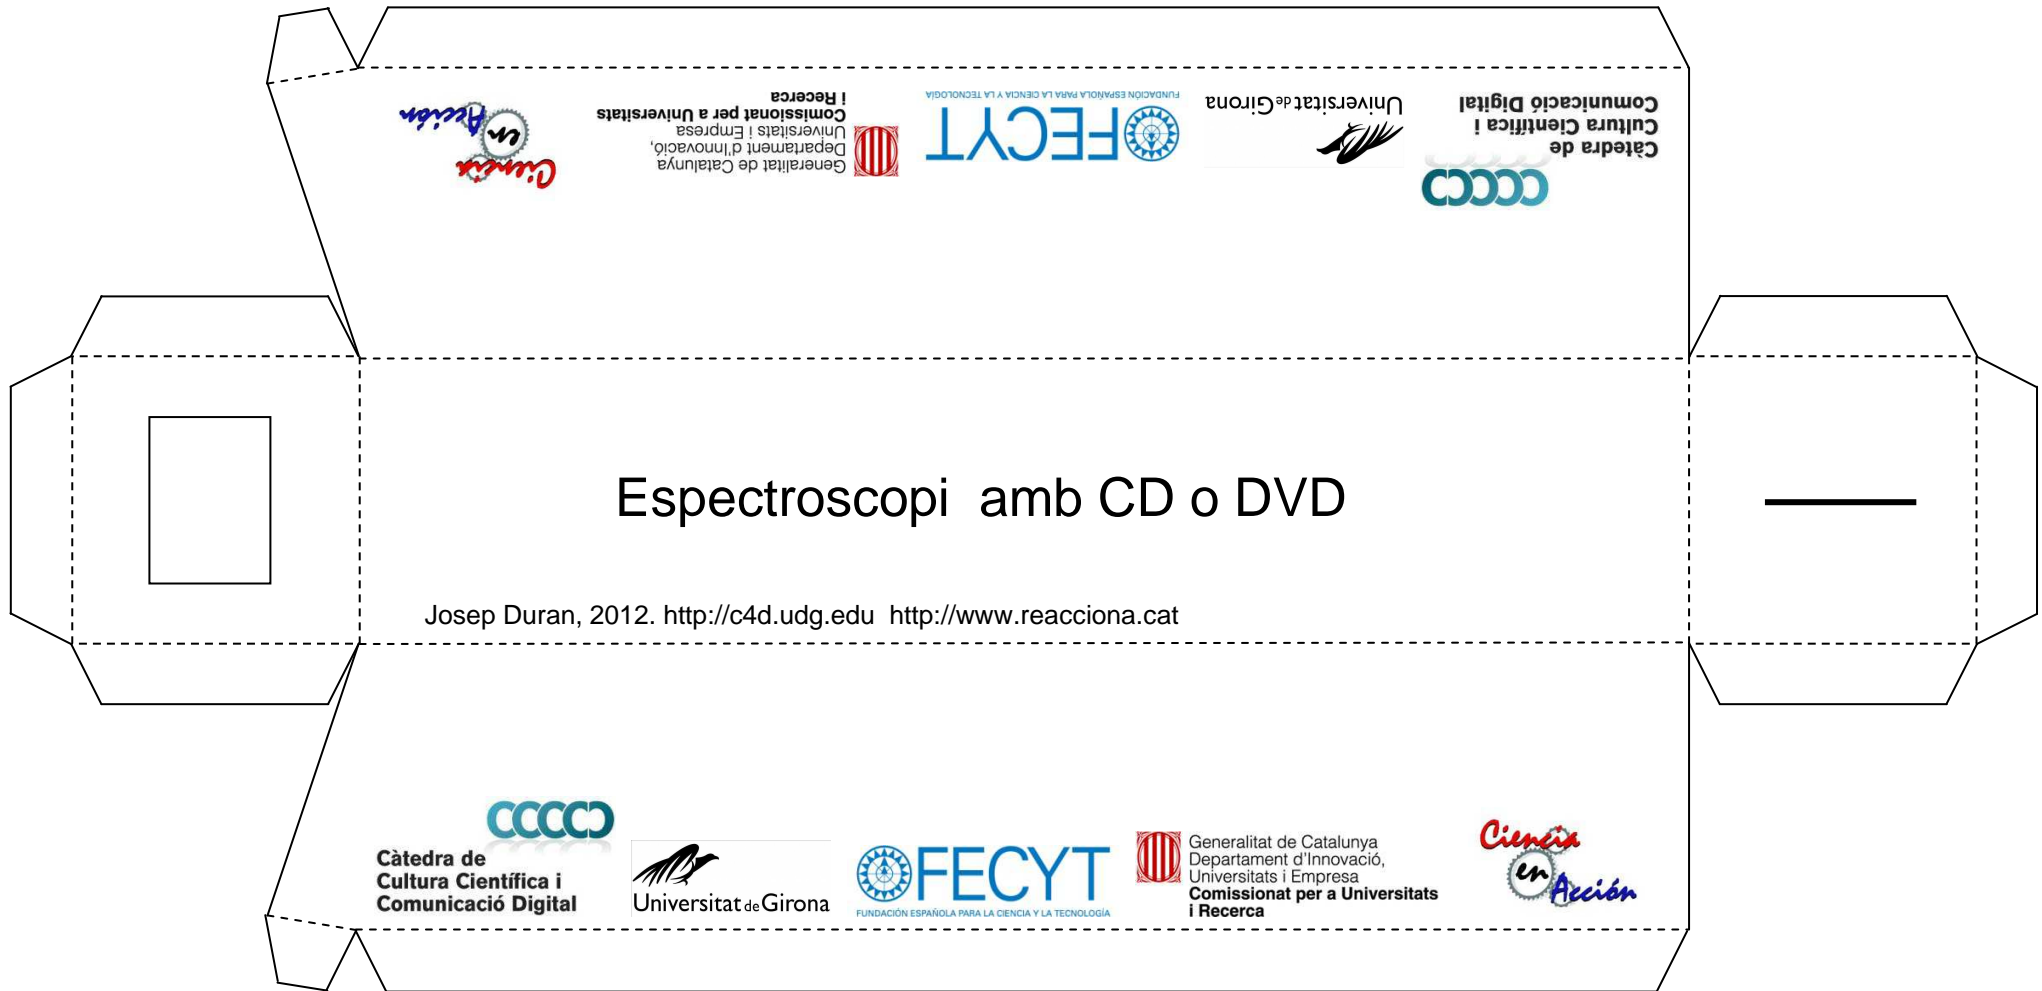 i Recerca
Comissionat per a Universitats
Universitats i Empresa
Departament d'Innovació,
Generalitat de Catalunya
Ciencia
en
Acción
FUNDACIÓN ESPAÑOLA PARA LA CIENCIA Y LA TECNOLOGÍA
FECYT
Universitat de Girona
Comunicació Digital
Cultura Científica i
Càtedra de
Espectroscopi amb CD o DVD
Josep Duran, 2012. http://c4d.udg.edu http://www.reacciona.cat
Càtedra de
Cultura Científica i
Comunicació Digital
Universitat de Girona
FECYT
FUNDACIÓN ESPAÑOLA PARA LA CIENCIA Y LA TECNOLOGÍA
Generalitat de Catalunya
Departament d'Innovació,
Universitats i Empresa
Comissionat per a Universitats
i Recerca
Ciencia
en
Acción